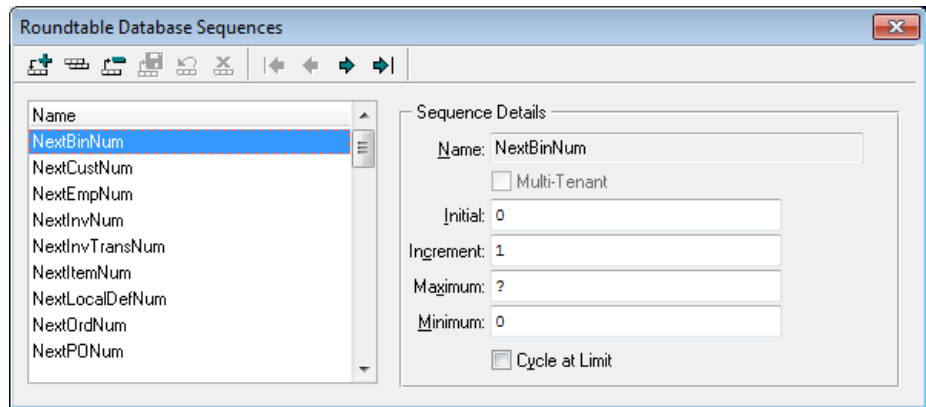 Roundtable Database Sequences
Name
NextBinNum
NextCustNum
NextEmpNum
NextInvNum
NextInvTransNum
NextItemNum
NextLocalDefNum
NextOrdNum
NextPONum
Sequence Details
Name: NextBinNum
Multi-Tenant
Initial: 0
Increment: 1
Maximum: ?
Minimum: 0
Cycle at Limit